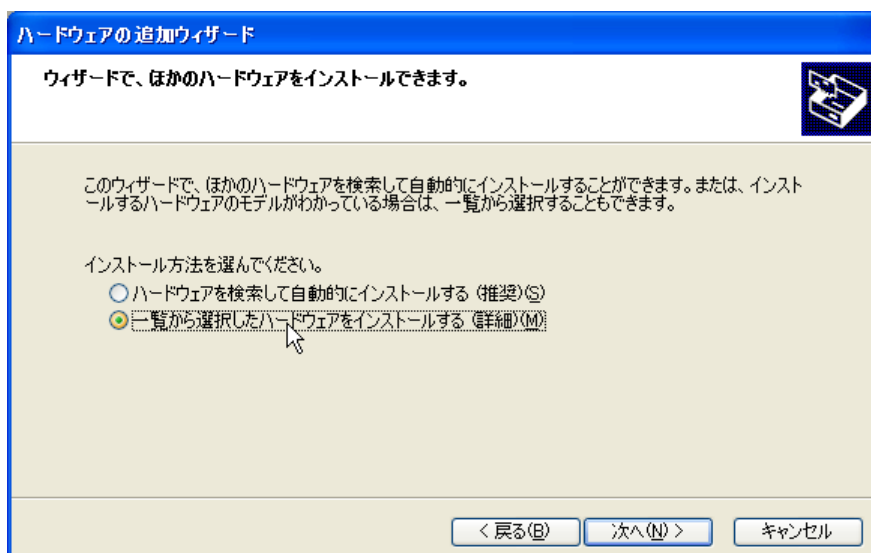 ハードウェアの追加ウィザード
ウィザードで、ほかのハードウェアをインストールできます。
このウィザードで、ほかのハードウェアを検索して自動的にインストールすることができます。または、インスト
ールするハードウェアのモデルがわかっている場合は、一覧から選択することもできます。
インストール方法を選んでください。
ハードウェアを検索して自動的にインストールする (推奨)(S)
一覧から選択したハードウェアをインストールする (詳細)(M)
< 戻る(B)
次へ(N) >
キャンセル